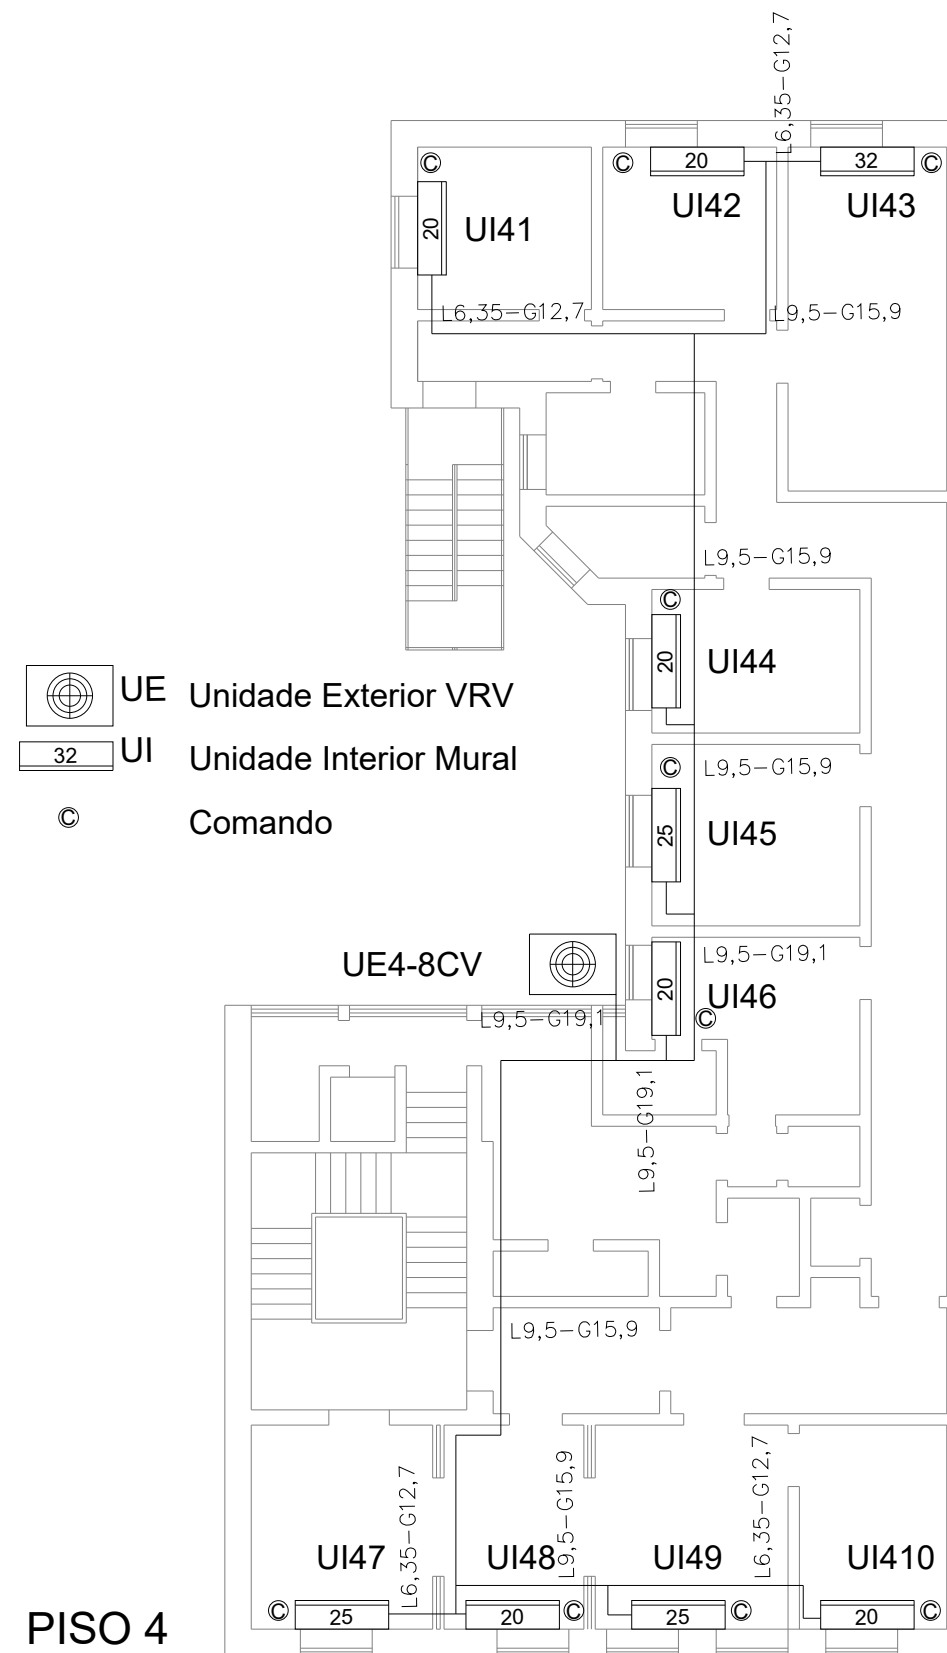 L6,35-G12,7
C
C
20
32
C
UI42
UI43
20
UI41
L6,35-G12,7
L9,5-G15,9
L9,5-G15,9
C
20
UI44
UE Unidade Exterior VRV
32 UI Unidade Interior Mural
C Comando
C
L9,5-G15,9
25
UI45
L9,5-G19,1
UE4-8CV
20
UI46
C
L9,5-G19,1
L9,5-G19,1
L9,5-G15,9
L6,35-G12,7
L9,5-G15,9
L6,35-G12,7
UI47
UI48
UI49
UI410
C
25
20
C
25
C
20
C
PISO 4